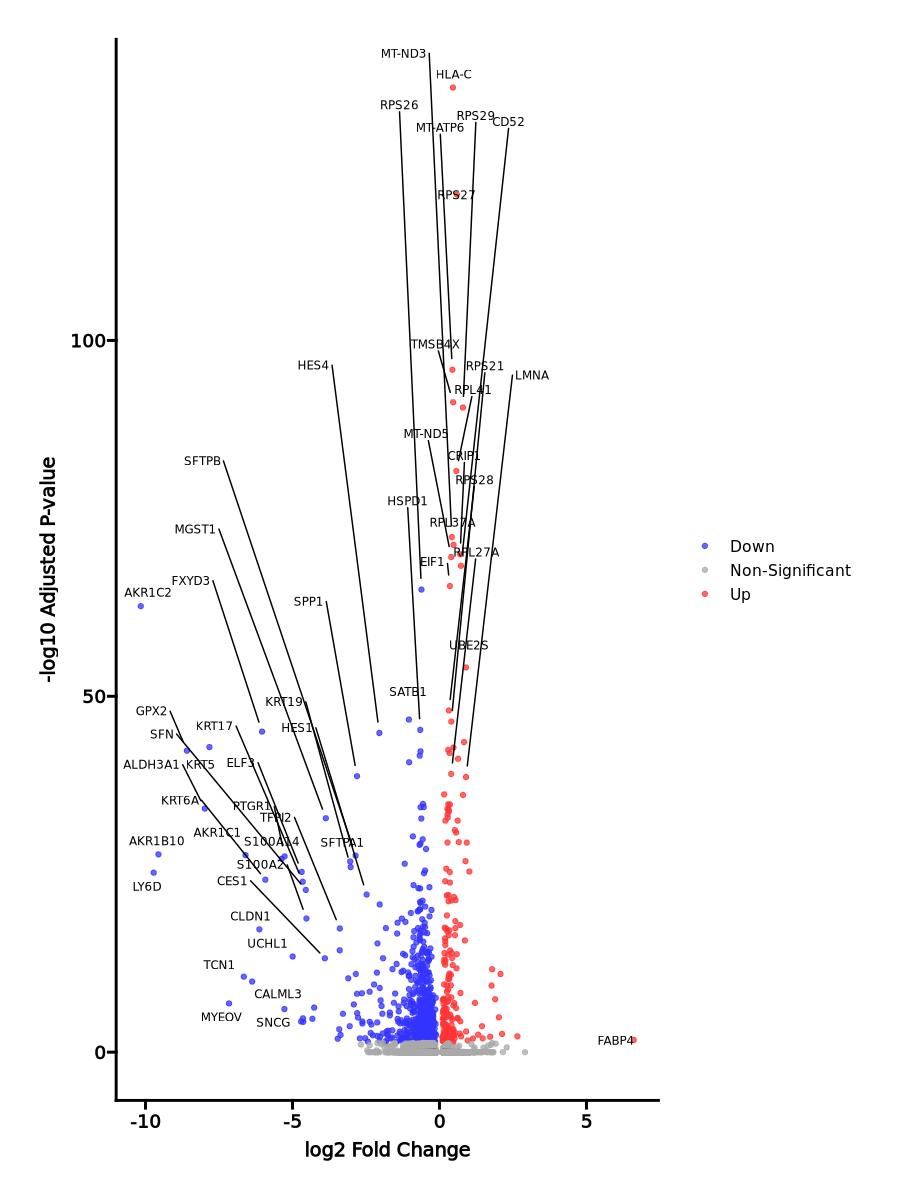 MT-ND3
HLA-C
RPS26
RPS29
CD52
MT-ATP6
RPS27
100
TMSB4X
HES4
RPS21
LMNA
RPL41
MT-ND5
CRIP1
SFTPB
RPS28
HSPD1
RPL37A
MGST1
RPL27A
EIF1
FXYD3
AKR1C2
SPP1
UBE2S
50
SATB1
KRT19
GPX2
KRT17
HES1
SFN
ALDH3A1
KRT5
ELF3
KRT6A
PTGR1
TFPI2
AKR1C1
AKR1B10
S100A14
SFTPA1
S100A2
LY6D
CES1
CLDN1
UCHL1
TCN1
CALML3
MYEOV
SNCG
FABP4
0
-10
-5
0
5
log2 Fold Change
-log10 Adjusted P-value
Down
Non-Significant
Up